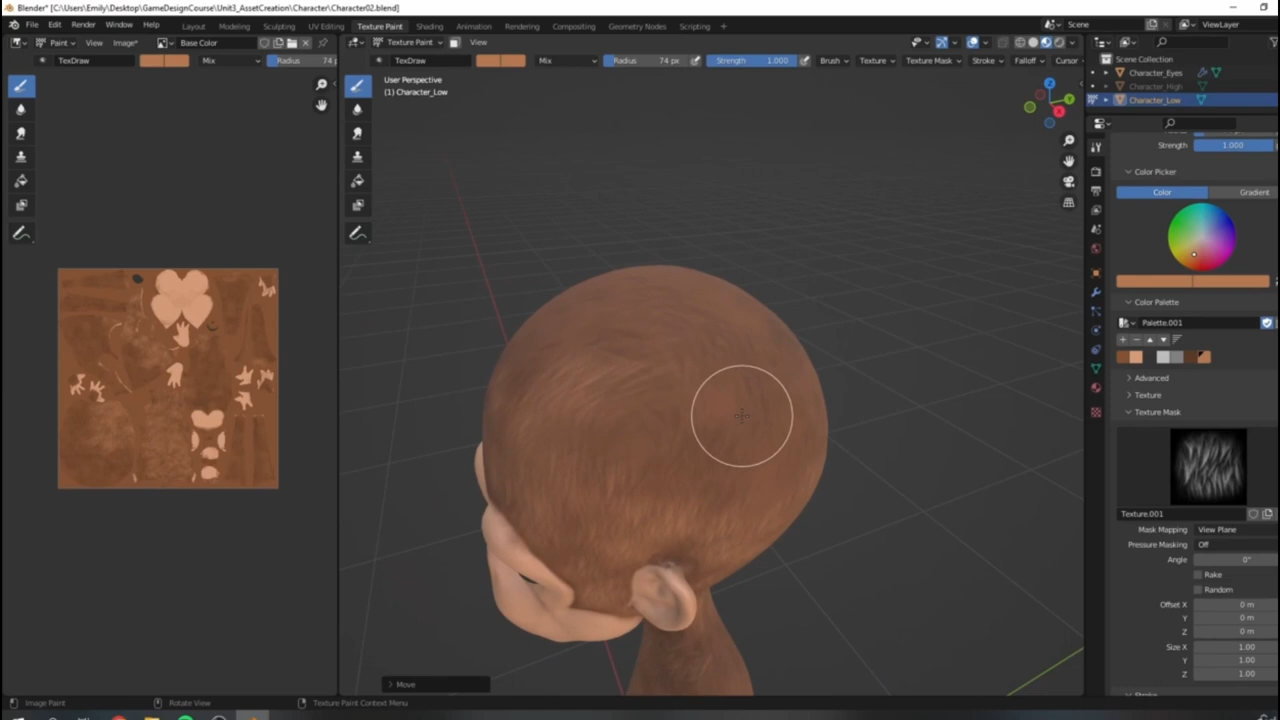 Blender* [C:\Users\Emily\Desktop\GameDesignCourse\Unit3_AssetCreation\Character\Character02.blend]
File Edit Render Window Help Layout Modeling Sculpting UV Editing Texture Paint Shading Animation Rendering Compositing Geometry Nodes Scripting + Scene ViewLayer
Paint View Image* Base Color Texture Paint View
TexDraw Mix Radius 74 p TexDraw Mix Radius 74 px Strength 1.000 Brush Texture Texture Mask Stroke Falloff Cursor
User Perspective
(1) Character_Low
Scene Collection
Character_Eyes
Character_High
Character_Low
Strength 1.000
Color Picker
Color Gradient
Color Palette
Palette.001
Advanced
Texture
Texture Mask
Texture.001
Mask Mapping View Plane
Pressure Masking Off
Angle 0°
Rake
Random
Offset X 0 m
Y 0 m
Z 0 m
Size X 1.00
Y 1.00
Z 1.00
Move
Image Paint Rotate View Texture Paint Context Menu